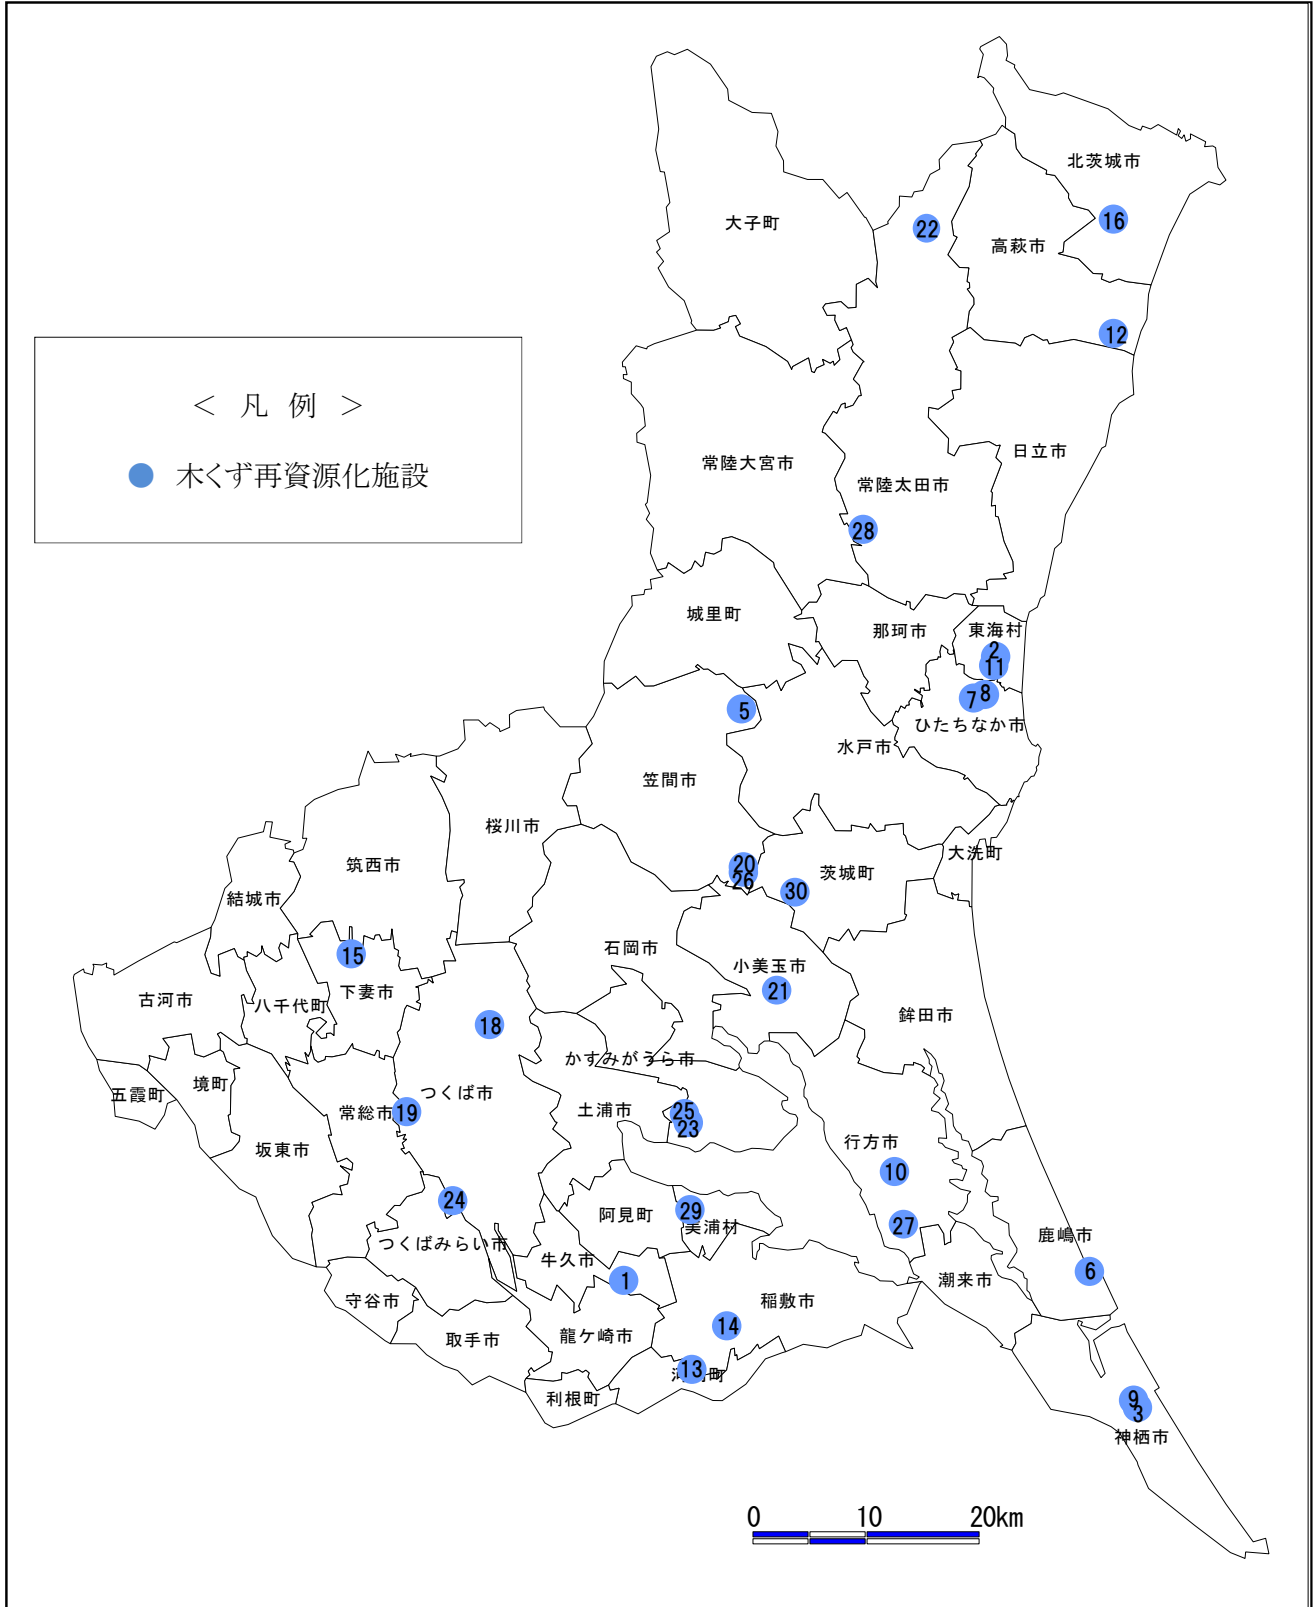 北茨城市
16
大子町
22
高萩市
12
＜ 凡 例 ＞
木くず再資源化施設
日立市
常陸大宮市
常陸太田市
28
城里町
那珂市
東海村
2
11
8
7
5
ひたちなか市
水戸市
笠間市
桜川市
大洗町
筑西市
20
26
茨城町
30
結城市
15
石岡市
小美玉市
21
下妻市
古河市
八千代町
鉾田市
18
かすみがうら市
境町
五霞町
つくば市
常総市
19
土浦市
25
23
坂東市
行方市
10
24
29
阿見町
美浦村
27
つくばみらい市
鹿嶋市
牛久市
6
1
潮来市
守谷市
稲敷市
14
龍ケ崎市
取手市
13
町
利根町
9
3
神栖市
0 10 20km